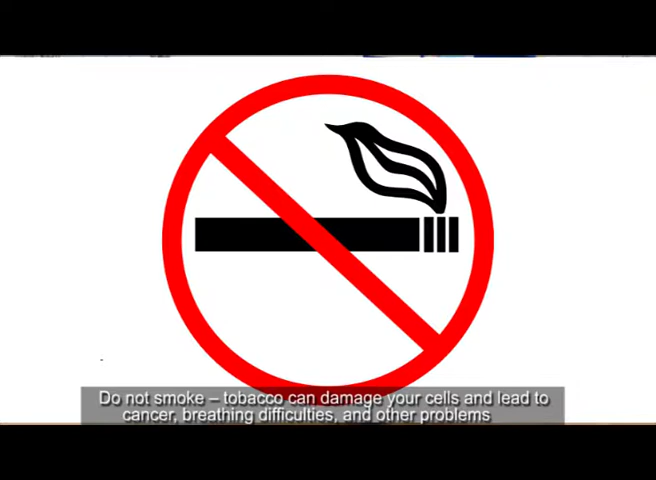 Do not smoke – tobacco can damage your cells and lead to
cancer, breathing difficulties, and other problems